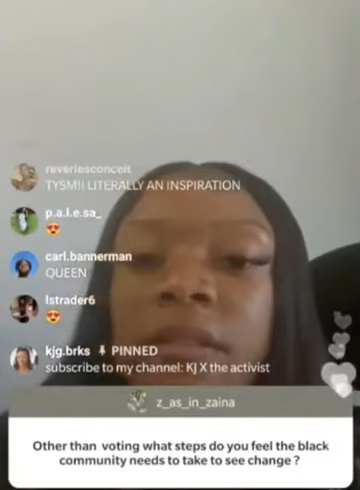 reveriesconceit
TYSMII LITERALLY AN INSPIRATION
p.a.l.e.sa_
😍
carl.bannerman
QUEEN
lstrader6
😍
kjg.brks 📌 PINNED
subscribe to my channel: KJ X the activist
z_as_in_zaina
Other than voting what steps do you feel the black
community needs to take to see change ?